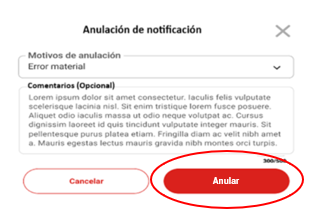 Anulación de notificación
Motivos de anulación
Error material
Comentarios (Opcional)
Lorem ipsum dolor sit amet consectetur. Iaculis felis vulputate
scelerisque lacinia nisl. Sit enim tristique lorem fusce posuere.
Aliquet odio iaculis massa ut odio neque volutpat ac. Cursus
dignissim laoreet id quis tincidunt vulputate integer mauris. Sit
pellentesque purus platea etiam. Fringilla diam ac velit nibh amet
a. Mauris egestas lectus mauris gravida nibh montes orci turpis.
300/500
Cancelar
Anular